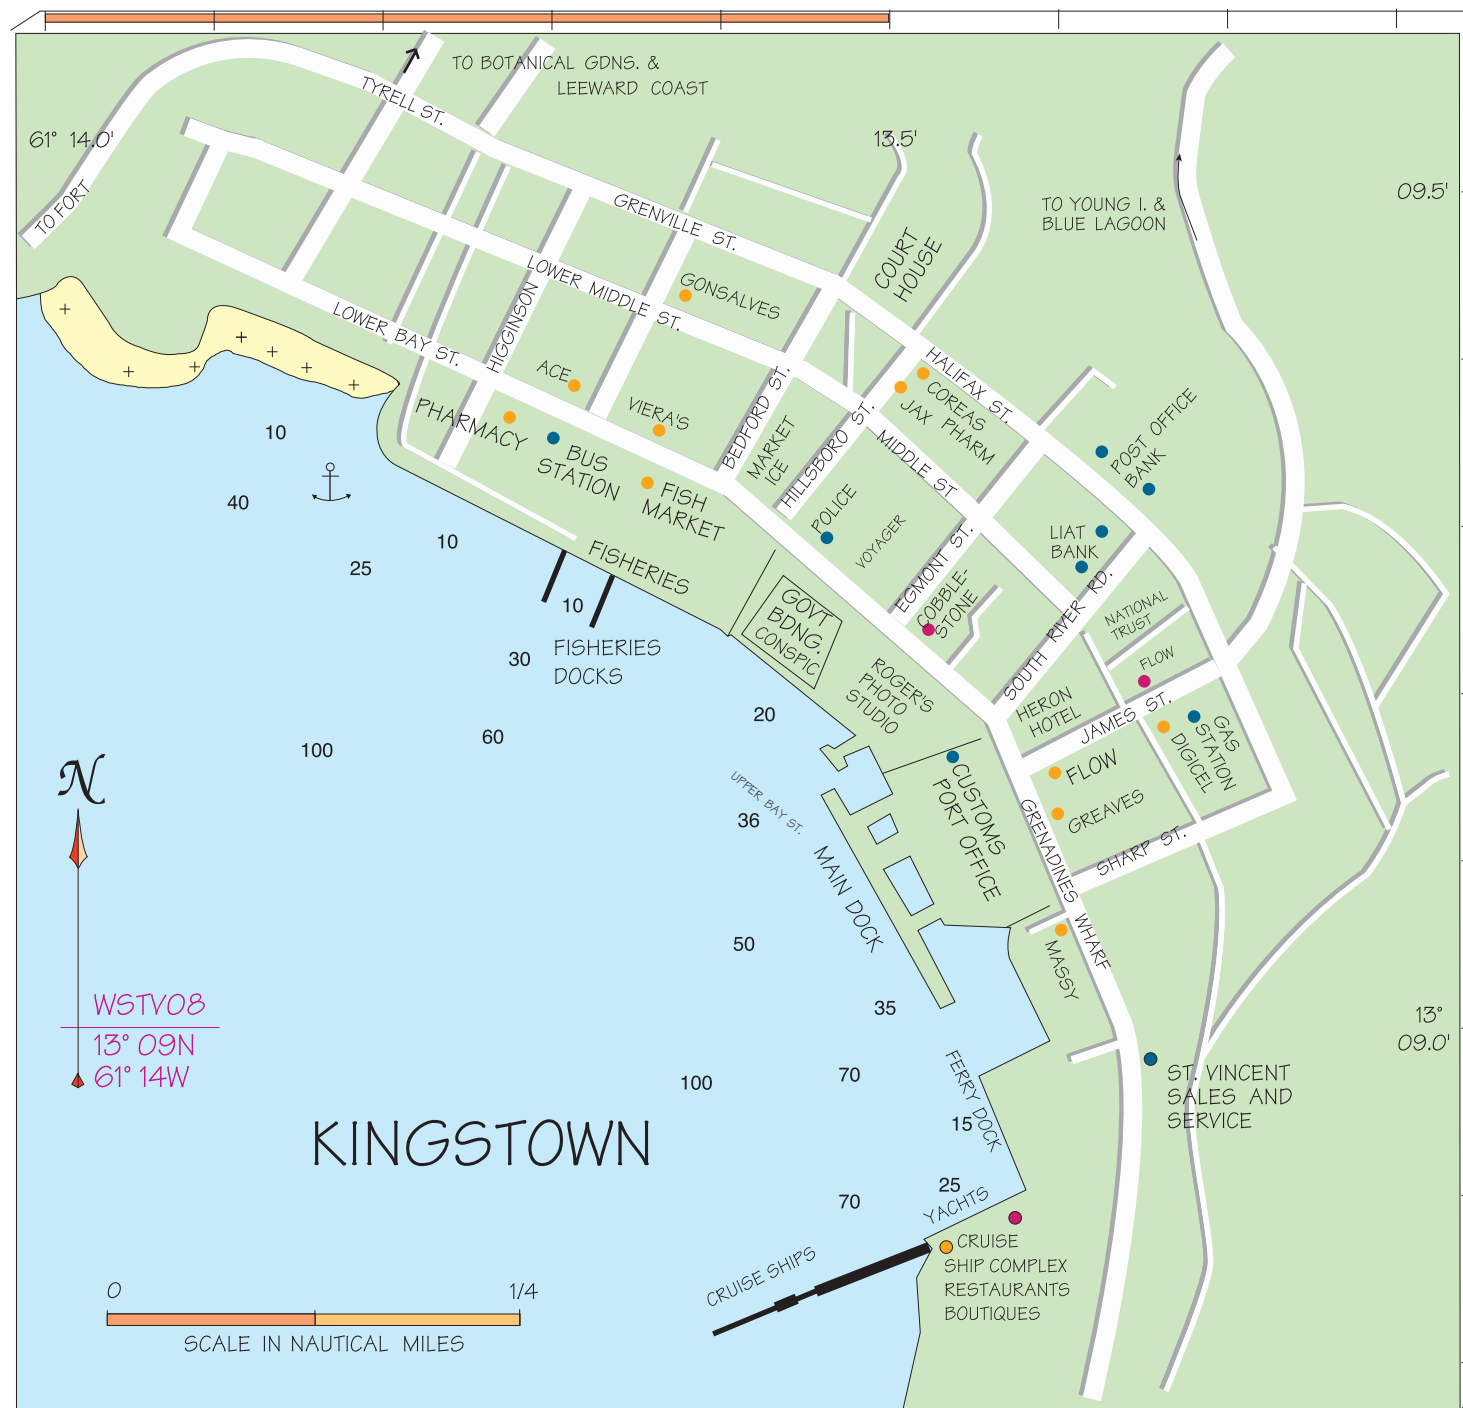 TO BOTANICAL GDNS. &
LEEWARD COAST
TYRELL ST.
61° 14.0'
13.5'
09.5'
TO FORT
TO YOUNG I. &
BLUE LAGOON
GRENVILLE ST.
COURT
HOUSE
LOWER MIDDLE ST.
GONSALVES
LOWER BAY ST.
HIGGINSON
ACE
VIERA'S
PHARMACY
BUS
STATION
FISH
MARKET
BEDFORD ST.
MARKET
ICE
HILLSBORO ST.
HALIFAX ST.
COREAS
JAX PHARM
MIDDLE ST
POST OFFICE
BANK
POLICE
VOYAGER
EGMONT ST.
LIAT
BANK
COBBLE-
STONE
SOUTH RIVER RD.
NATIONAL
TRUST
FLOW
10
40
10
25
FISHERIES
10
FISHERIES
DOCKS
30
GOVT
BDNG.
CONSPIC
ROGER'S
PHOTO
STUDIO
HERON
HOTEL
JAMES ST.
GAS
STATION
DIGICEL
FLOW
GREAVES
20
60
100
UPPER BAY ST.
36
CUSTOMS
PORT OFFICE
GRENADINES WHARF
SHARP ST.
MAIN DOCK
50
MASSY
N
WSTV08
13° 09N
61° 14W
35
13°
09.0'
100
70
FERRY DOCK
15
ST. VINCENT
SALES AND
SERVICE
KINGSTOWN
70
25
YACHTS
CRUISE SHIPS
CRUISE
SHIP COMPLEX
RESTAURANTS
BOUTIQUES
0
1/4
SCALE IN NAUTICAL MILES